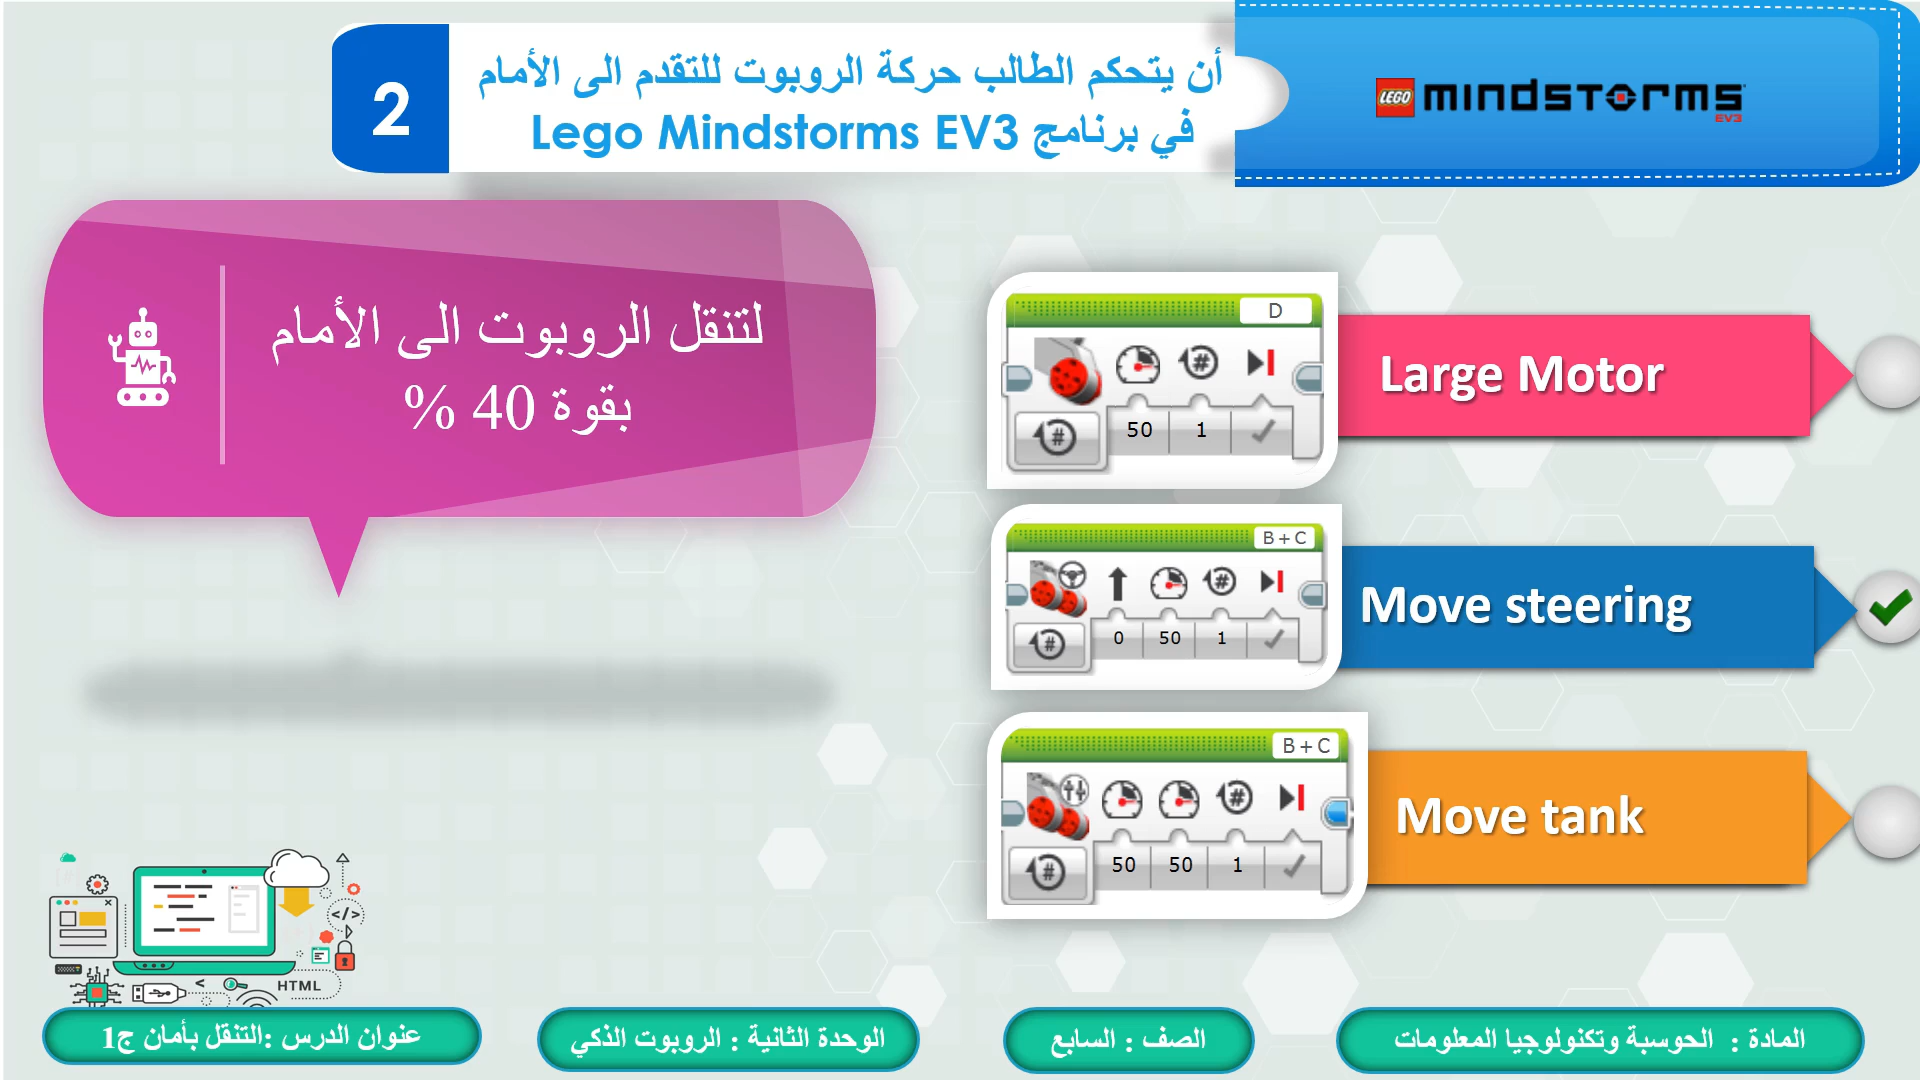 أن يتحكم الطالب حركة الروبوت للتقدم الى الأمام
في برنامج Lego Mindstorms EV3
2
LEGO mindstorms
EV3
لتنقل الروبوت الى الأمام
بقوة 40 %
D
#
50 1
#
Large Motor
B + C
#
0 50 1
#
Move steering
B + C
#
50 50 1
#
Move tank
</>
HTML
<
المادة : الحوسبة وتكنولوجيا المعلومات
الصف : السابع
الوحدة الثانية : الروبوت الذكي
عنوان الدرس :التنقل بأمان ج1